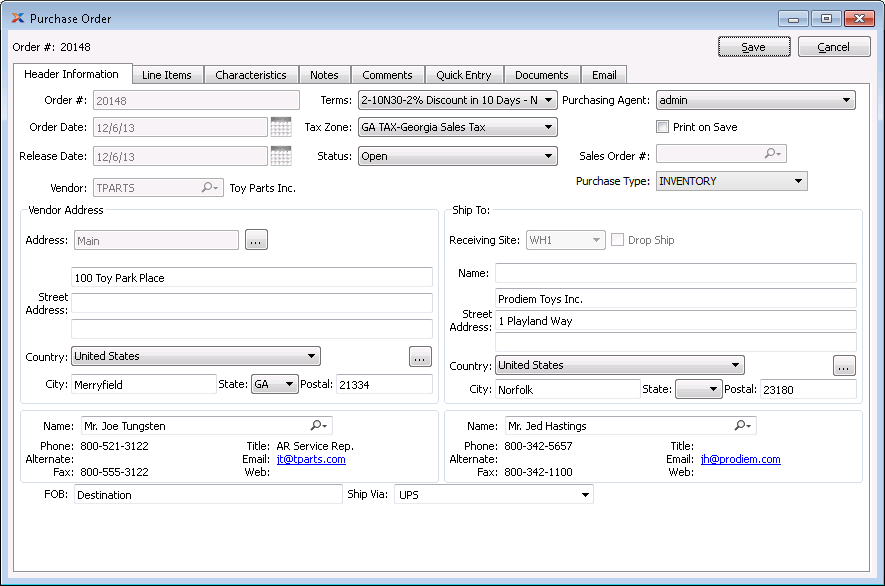 Purchase Order
Order #: 20148
Save Cancel
Header Information Line Items Characteristics Notes Comments Quick Entry Documents Email
Order #: 20148 Terms: 2-10N30-2% Discount in 10 Days - N Purchasing Agent: admin
Order Date: 12/6/13 Tax Zone: GA TAX-Georgia Sales Tax Print on Save
Release Date: 12/6/13 Status: Open Sales Order #:
Vendor: TPARTS Toy Parts Inc. Purchase Type: INVENTORY
Vendor Address
Address: Main ...
100 Toy Park Place
Street
Address:
Country: United States ...
City: Merryfield State: GA Postal: 21334
Ship To:
Receiving Site: WH1 Drop Ship
Name:
Prodiem Toys Inc.
Street
Address: 1 Playland Way
Country: United States ...
City: Norfolk State: Postal: 23180
Name: Mr. Joe Tungsten
Phone: 800-521-3122 Title: AR Service Rep.
Alternate: Email: jt@tparts.com
Fax: 800-555-3122 Web:
Name: Mr. Jed Hastings
Phone: 800-342-5657 Title:
Alternate: Email: jh@prodiem.com
Fax: 800-342-1100 Web:
FOB: Destination Ship Via: UPS